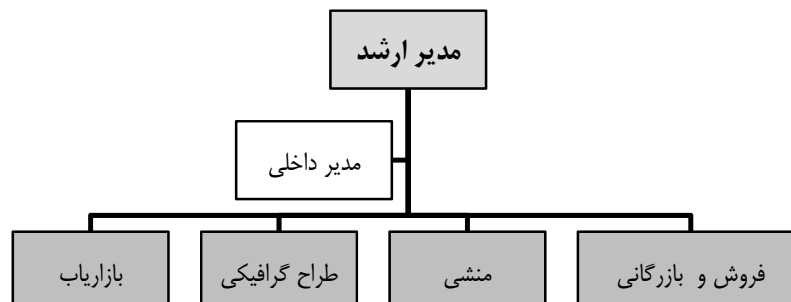 مدیر ارشد
مدیر داخلی
فروش و بازرگانی
منشی
طراح گرافیکی
بازاریاب